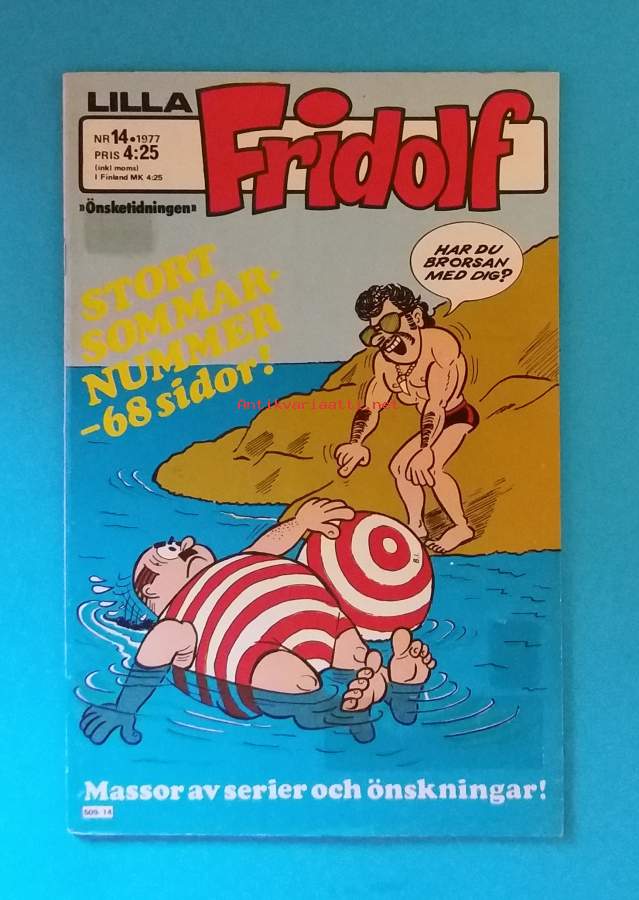 LILLA
Fridolf
NR 14•1977
PRIS 4:25
(inkl moms)
I Finland MK 4:25
»Önsketidningen»
STORT
SOMMAR-
NUMMER
-68 sidor!
HAR DU
BRORSAN
MED DIG?
Antikvariaatti.net
B.I.
Massor av serier och önskningar!
509 14